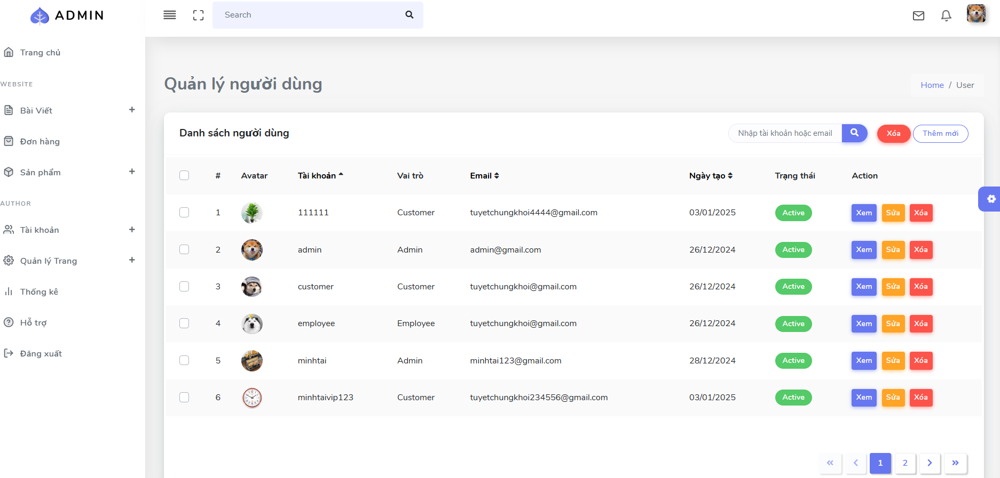 ADMIN
Search
Trang chủ
WEBSITE
Bài Viết
Đơn hàng
Sản phẩm
AUTHOR
Tài khoản
Quản lý Trang
Thống kê
Hỗ trợ
Đăng xuất
Quản lý người dùng
Home / User
Danh sách người dùng
Nhập tài khoản hoặc email
Xóa
Thêm mới
# Avatar Tài khoản Vai trò Email Ngày tạo Trạng thái Action
1 111111 Customer tuyetchungkhoi4444@gmail.com 03/01/2025 Active Xem Sửa Xóa
2 admin Admin admin@gmail.com 26/12/2024 Active Xem Sửa Xóa
3 customer Customer tuyetchungkhoi@gmail.com 26/12/2024 Active Xem Sửa Xóa
4 employee Employee tuyetchungkhoi@gmail.com 26/12/2024 Active Xem Sửa Xóa
5 minhtai Admin minhtai123@gmail.com 28/12/2024 Active Xem Sửa Xóa
6 minhtaivip123 Customer tuyetchungkhoi234556@gmail.com 03/01/2025 Active Xem Sửa Xóa
« ‹ 1 2 › »